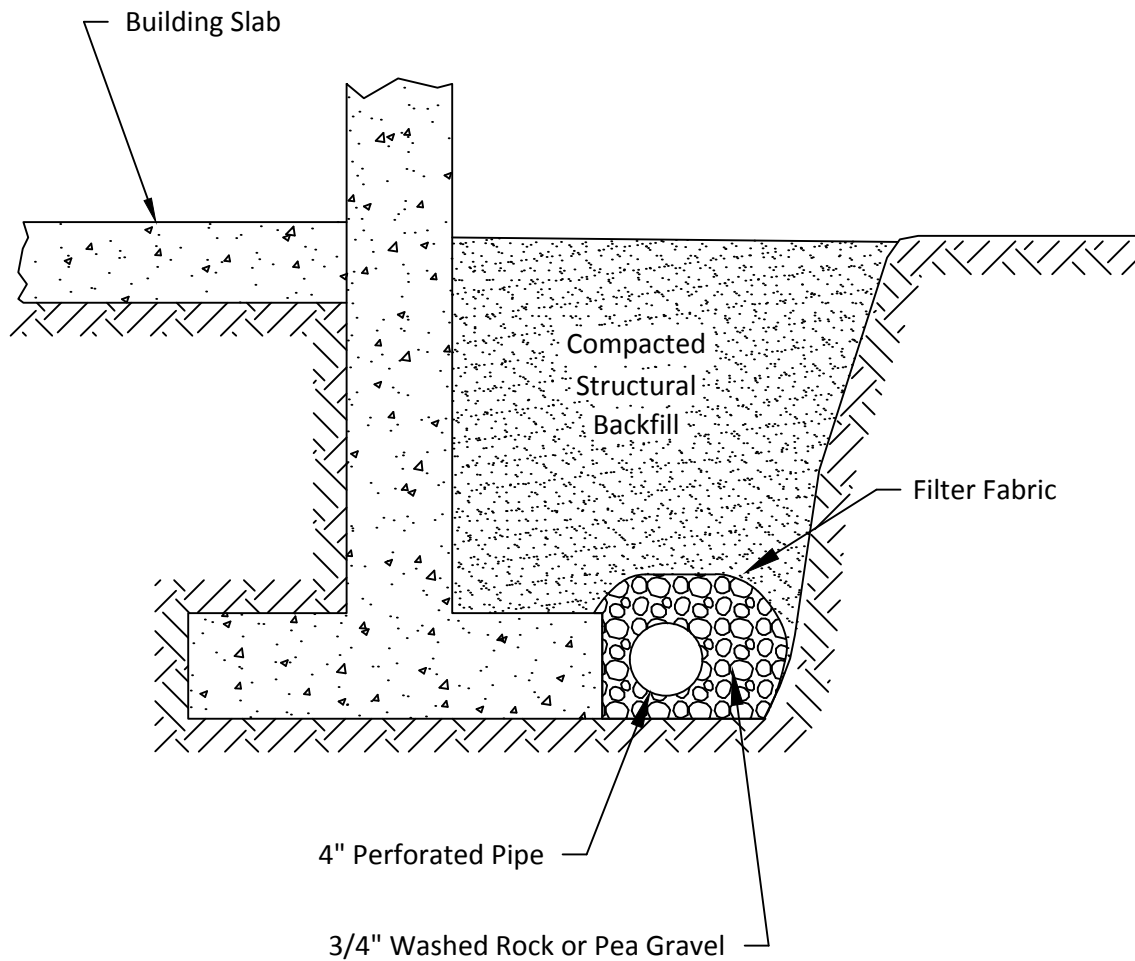 Building Slab
Compacted
Structural
Backfill
Filter Fabric
4" Perforated Pipe
3/4" Washed Rock or Pea Gravel